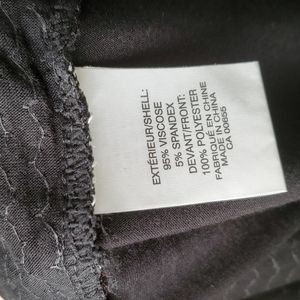 EXTÉRIEUR/SHELL:
95% VISCOSE
5% SPANDEX
DEVANT/FRONT:
100% POLYESTER
FABRIQUÉ EN CHINE
MADE IN CHINA
CA 00655